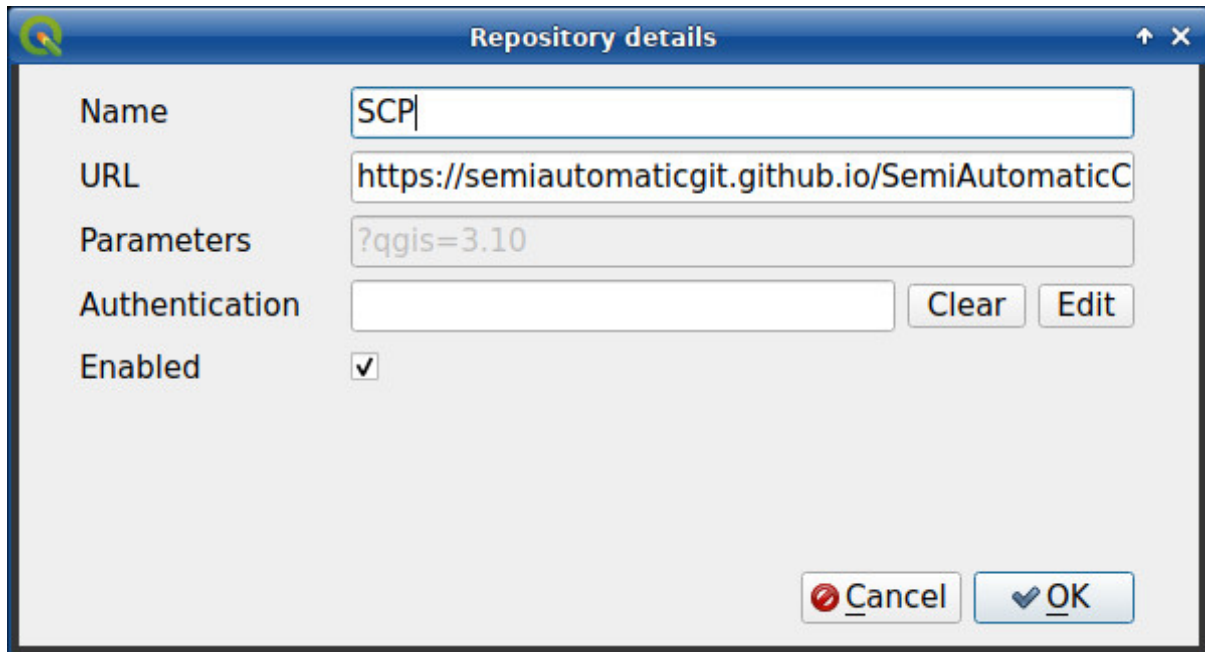 Repository details
Name SCP
URL https://semiautomaticgit.github.io/SemiAutomaticC
Parameters ?qgis=3.10
Authentication Clear Edit
Enabled
Cancel OK